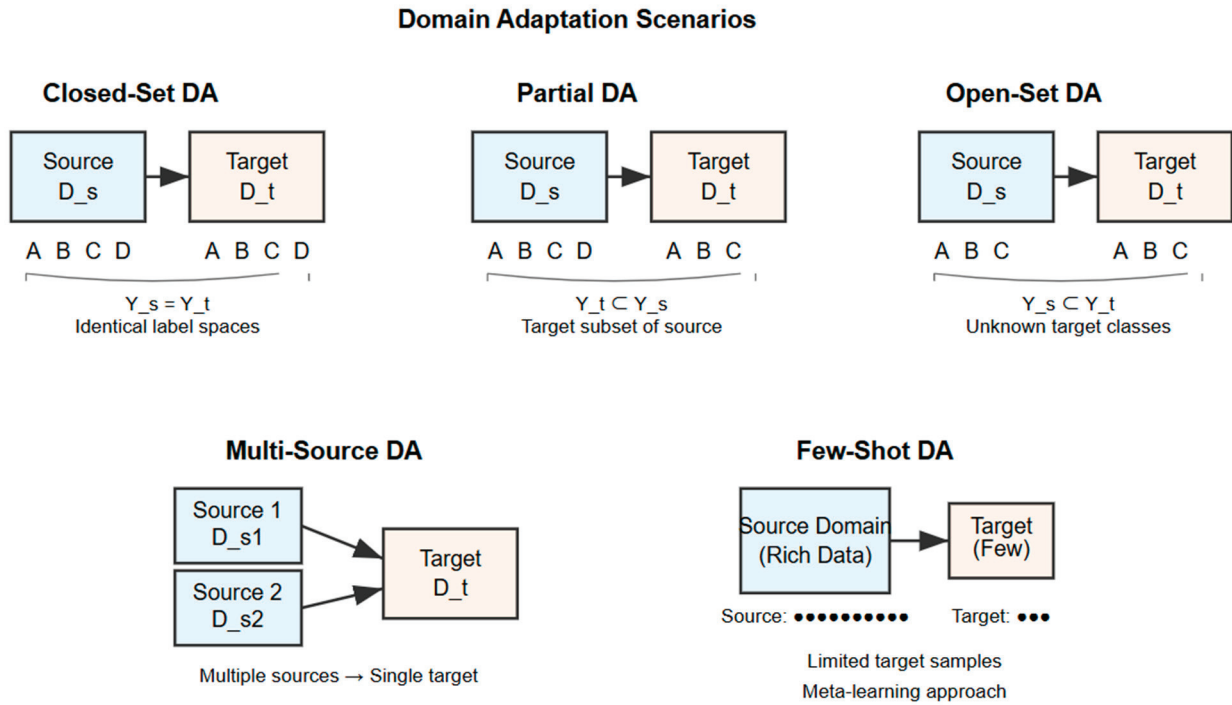 Domain Adaptation Scenarios
Closed-Set DA
Source
D_s
Target
D_t
A B C D
A B C D
Y_s = Y_t
Identical label spaces
Partial DA
Source
D_s
Target
D_t
A B C D
A B C
Y_t ⊂ Y_s
Target subset of source
Open-Set DA
Source
D_s
Target
D_t
A B C
A B C
Y_s ⊂ Y_t
Unknown target classes
Multi-Source DA
Source 1
D_s1
Source 2
D_s2
Target
D_t
Multiple sources → Single target
Few-Shot DA
Source Domain
(Rich Data)
Target
(Few)
Source: ●●●●●●●●●●
Target: ●●●
Limited target samples
Meta-learning approach